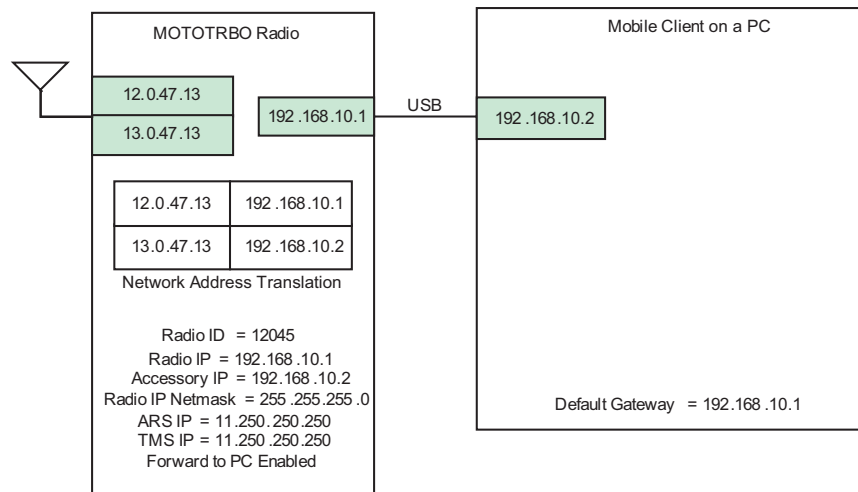 MOTOTRBO Radio
12.0.47.13
13.0.47.13
192.168.10.1
12.0.47.13 192.168.10.1
13.0.47.13 192.168.10.2
Network Address Translation
Radio ID = 12045
Radio IP = 192.168.10.1
Accessory IP = 192.168.10.2
Radio IP Netmask = 255.255.255.0
ARS IP = 11.250.250.250
TMS IP = 11.250.250.250
Forward to PC Enabled
USB
Mobile Client on a PC
192.168.10.2
Default Gateway = 192.168.10.1